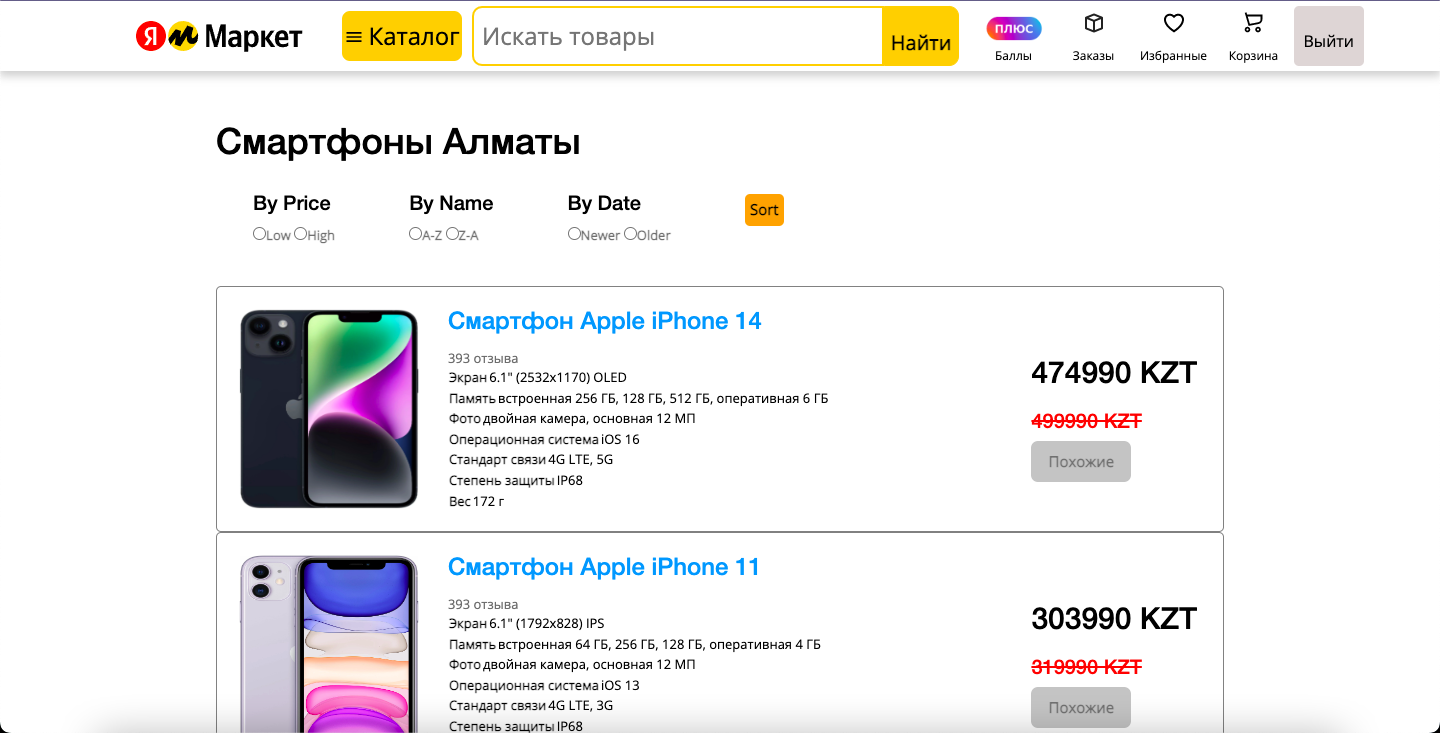 Я м Маркет
Каталог
Искать товары
Найти
плюс
Баллы
Заказы
Избранные
Корзина
Выйти
Смартфоны Алматы
By Price
Low High
By Name
A-Z Z-A
By Date
Newer Older
Sort
Смартфон Apple iPhone 14
393 отзыва
Экран 6.1" (2532x1170) OLED
Память встроенная 256 ГБ, 128 ГБ, 512 ГБ, оперативная 6 ГБ
Фото двойная камера, основная 12 МП
Операционная система iOS 16
Стандарт связи 4G LTE, 5G
Степень защиты IP68
Вес 172 г
474990 KZT
499990 KZT
Похожие
Смартфон Apple iPhone 11
393 отзыва
Экран 6.1" (1792x828) IPS
Память встроенная 64 ГБ, 256 ГБ, 128 ГБ, оперативная 4 ГБ
Фото двойная камера, основная 12 МП
Операционная система iOS 13
Стандарт связи 4G LTE, 3G
Степень защиты IP68
303990 KZT
319990 KZT
Похожие